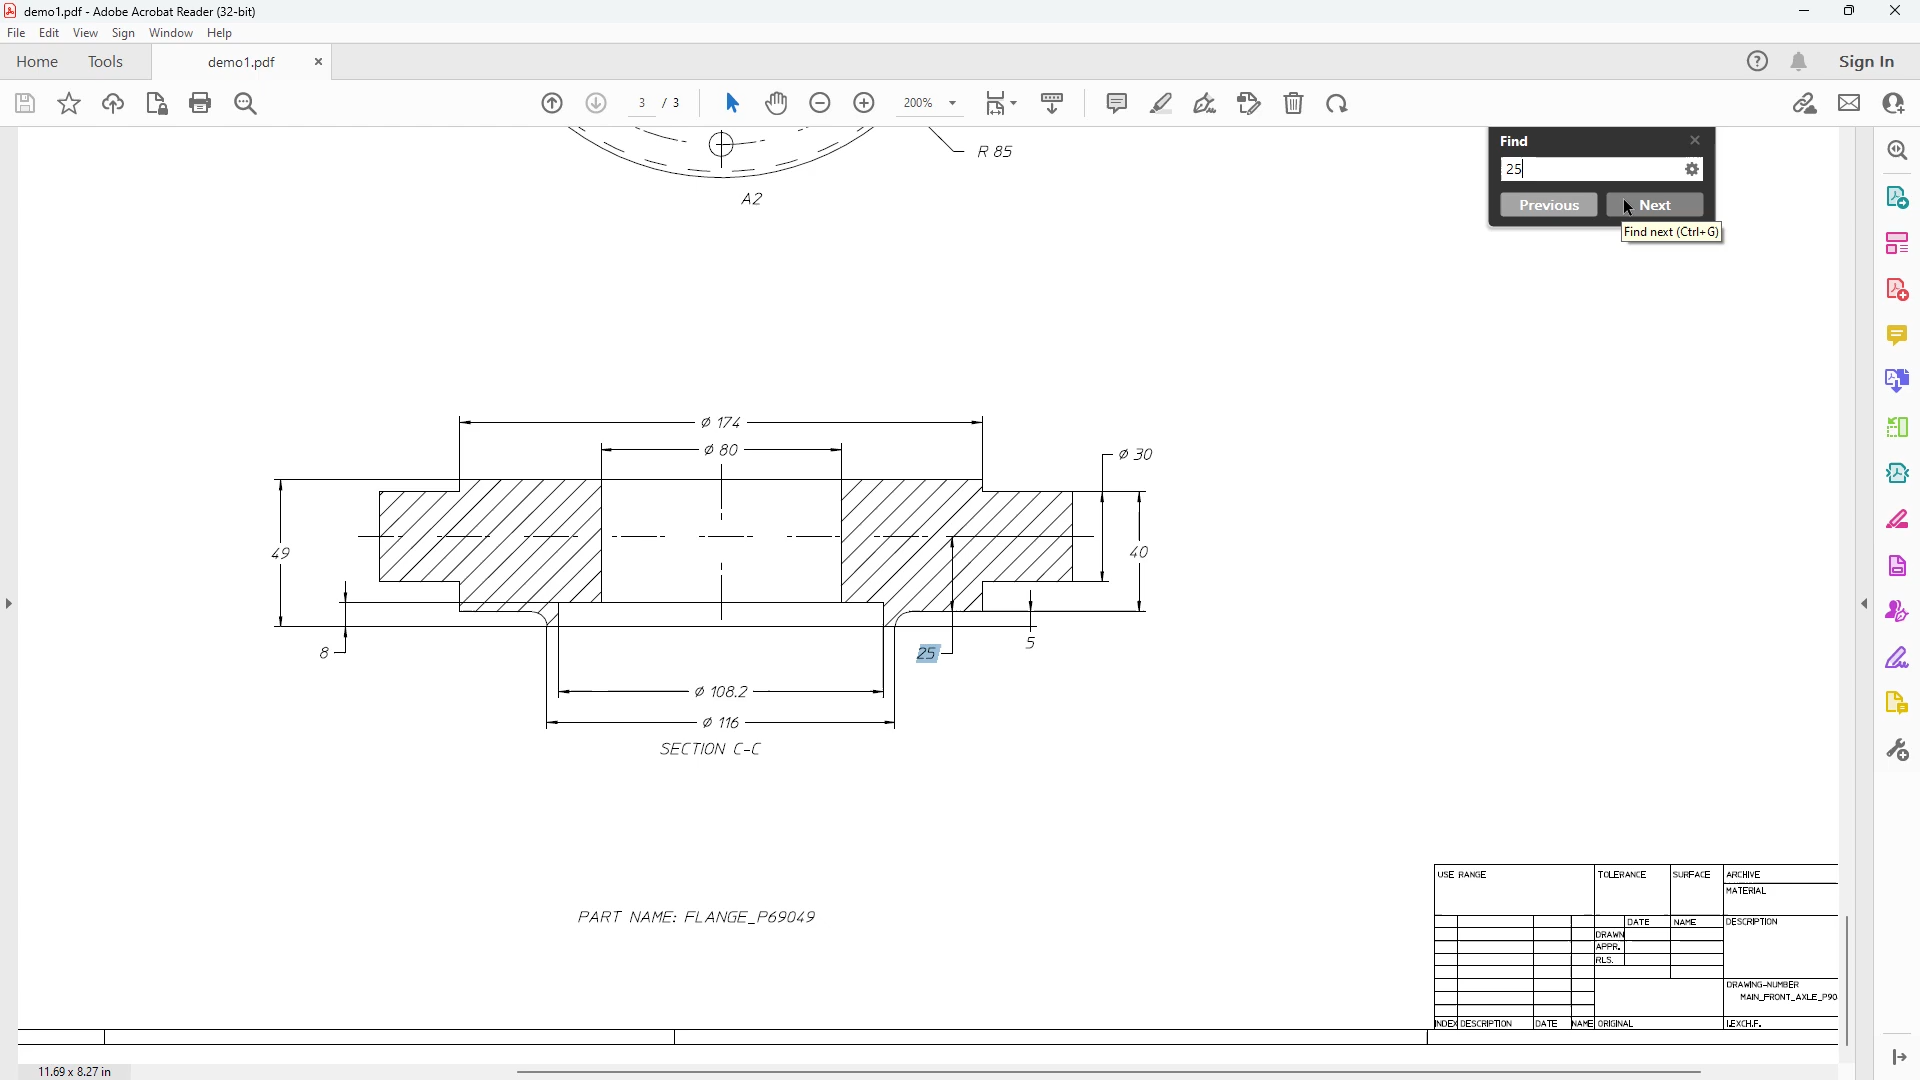 demo1.pdf - Adobe Acrobat Reader (32-bit)
File Edit View Sign Window Help
Home Tools demo1.pdf Sign In
3 / 3 200%
Find
25
Previous Next
Find next (Ctrl+G)
R 85
A2
Ø 174
Ø 80
Ø 30
49
40
8
25
5
Ø 108.2
Ø 116
SECTION C-C
PART NAME: FLANGE_P69049
USE RANGE TOLERANCE SURFACE ARCHIVE
MATERIAL
DATE NAME DESCRIPTION
DRAWN
APPR.
RLS.
DRAWING-NUMBER
MAIN_FRONT_AXLE_P90
INDEX DESCRIPTION DATE NAME ORIGINAL I.EXCH.F.
11.69 x 8.27 in